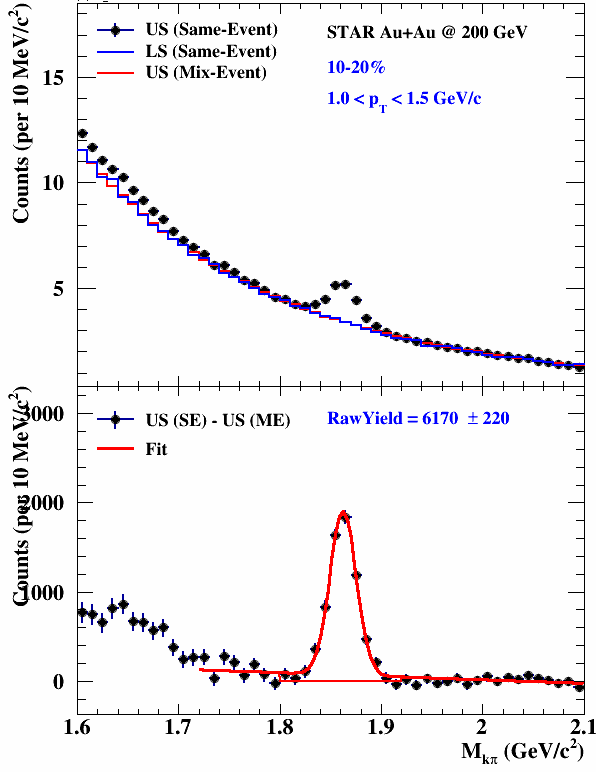 US (Same-Event)
LS (Same-Event)
US (Mix-Event)
STAR Au+Au @ 200 GeV
10-20%
1.0 < p_T < 1.5 GeV/c
Counts (per 10 MeV/c²)
15
10
5
US (SE) - US (ME)
Fit
RawYield = 6170 ± 220
Counts (per 10 MeV/c²)
3000
2000
1000
0
1.6 1.7 1.8 1.9 2 2.1
M_kπ (GeV/c²)